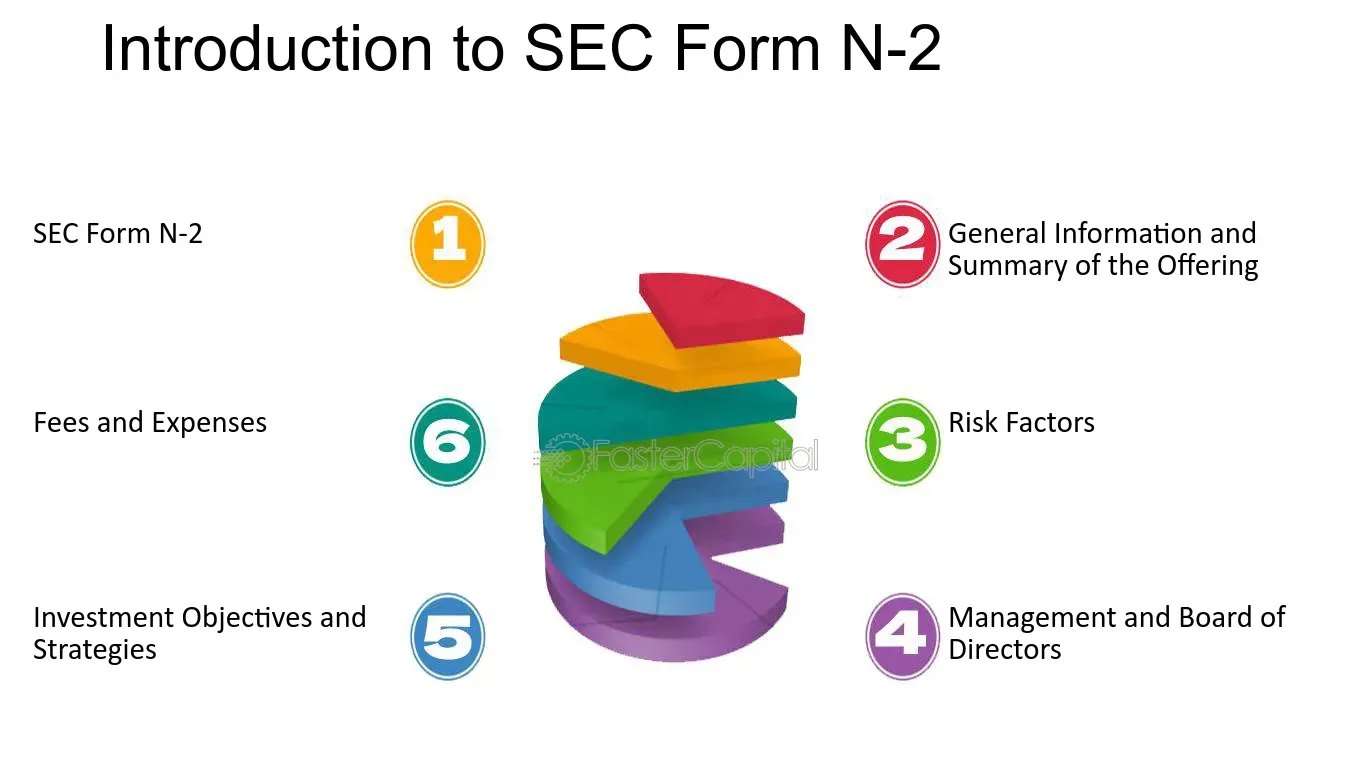 Introduction to SEC Form N-2
SEC Form N-2
1
2
General Information and
Summary of the Offering
Fees and Expenses
6
3
Risk Factors
FasterCapital
Investment Objectives and
Strategies
5
4
Management and Board of
Directors